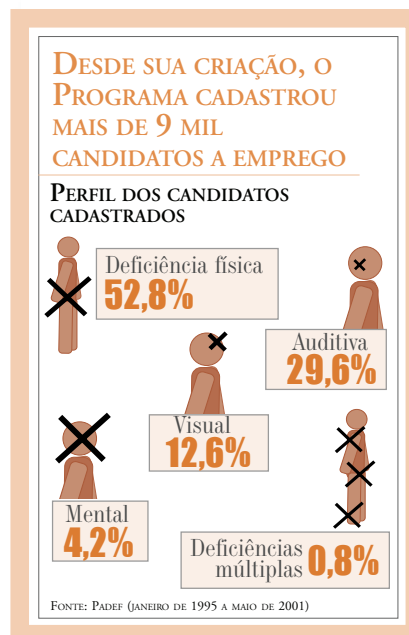 DESDE SUA CRIAÇÃO, O
PROGRAMA CADASTROU
MAIS DE 9 MIL
CANDIDATOS A EMPREGO
PERFIL DOS CANDIDATOS
CADASTRADOS
Deficiência física
52,8%
Auditiva
29,6%
Visual
12,6%
Mental
4,2%
Deficiências
múltiplas 0,8%
FONTE: PADEF (JANEIRO DE 1995 A MAIO DE 2001)